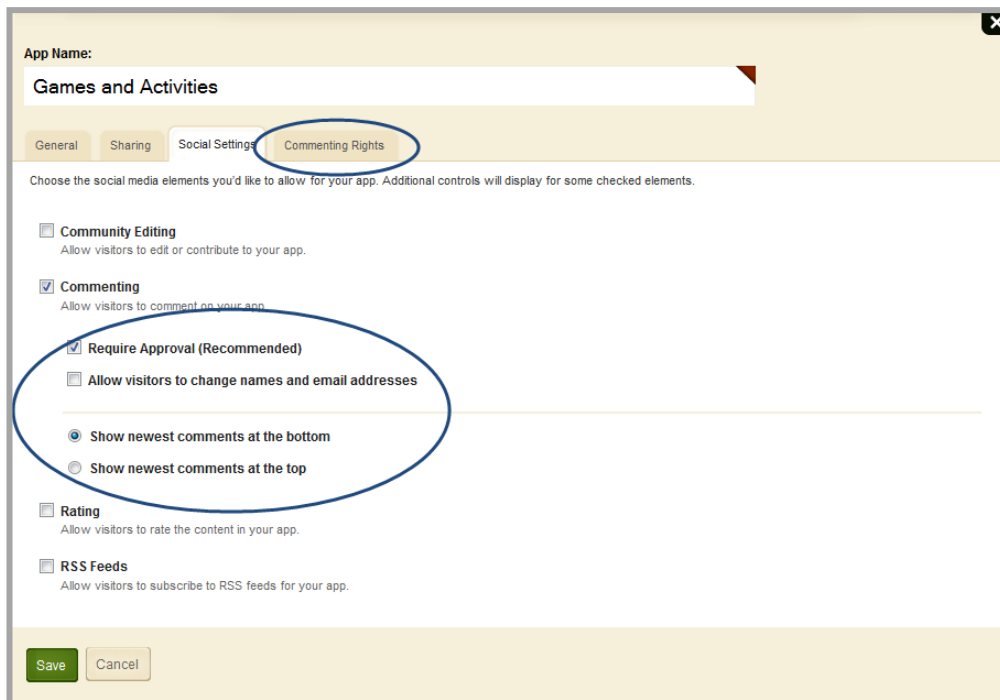 App Name:
Games and Activities
General Sharing Social Settings Commenting Rights
Choose the social media elements you'd like to allow for your app. Additional controls will display for some checked elements.
Community Editing
Allow visitors to edit or contribute to your app.
Commenting
Allow visitors to comment on your app.
Require Approval (Recommended)
Allow visitors to change names and email addresses
Show newest comments at the bottom
Show newest comments at the top
Rating
Allow visitors to rate the content in your app.
RSS Feeds
Allow visitors to subscribe to RSS feeds for your app.
Save Cancel